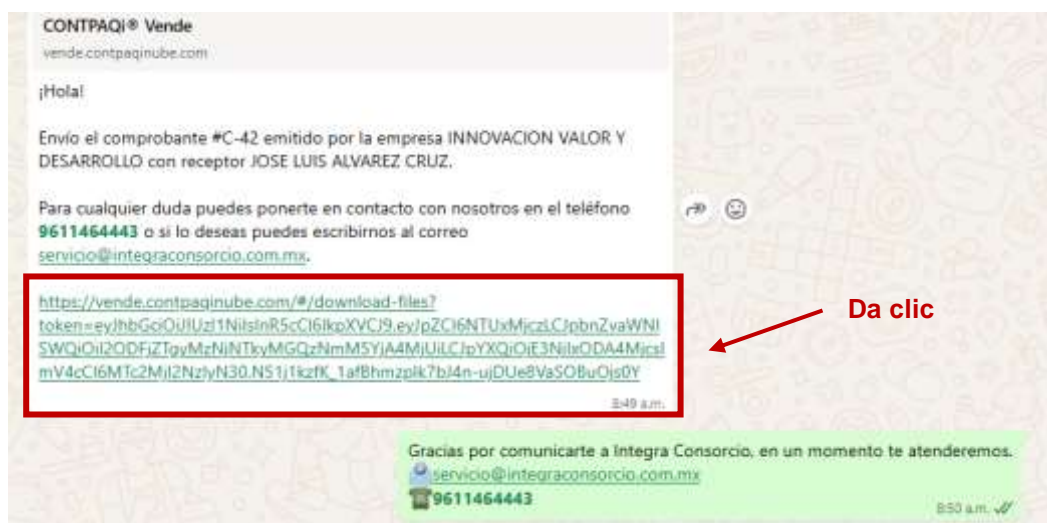 CONTPAQi® Vende
vende.contpaqinube.com
¡Hola!
Envío el comprobante #C-42 emitido por la empresa INNOVACION VALOR Y
DESARROLLO con receptor JOSE LUIS ALVAREZ CRUZ.
Para cualquier duda puedes ponerte en contacto con nosotros en el teléfono
9611464443 o si lo deseas puedes escribirnos al correo
servicio@integraconsorcio.com.mx.
https://vende.contpaqinube.com/#/download-files?
Da clic
8:49 a.m.
Gracias por comunicarte a Integra Consorcio, en un momento te atenderemos.
servicio@integraconsorcio.com.mx
9611464443
8:50 a.m.